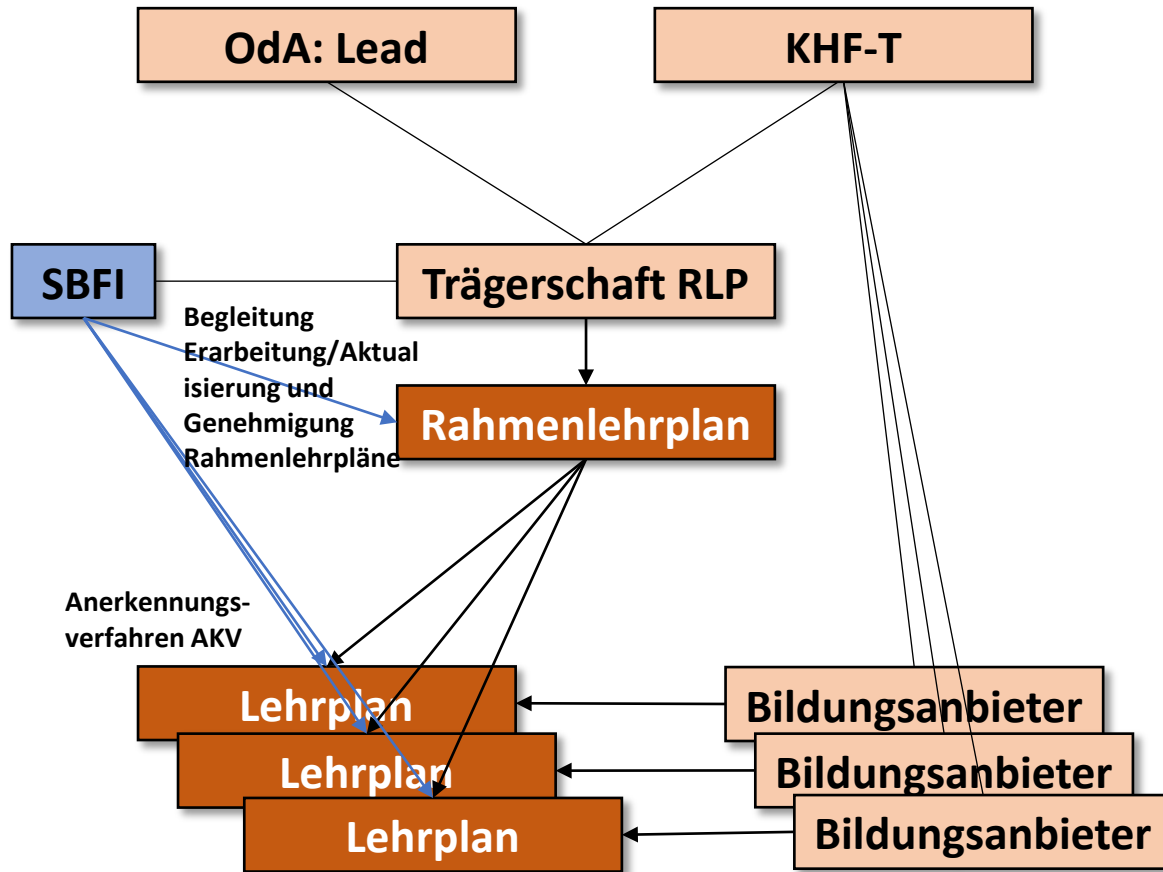 OdA: Lead
KHF-T
SBFI
Trägerschaft RLP
Begleitung
Erarbeitung/Aktual
isierung und
Genehmigung
Rahmenlehrpläne
Rahmenlehrplan
Anerkennungs-
verfahren AKV
Lehrplan
Bildungsanbieter
Lehrplan
Bildungsanbieter
Lehrplan
Bildungsanbieter